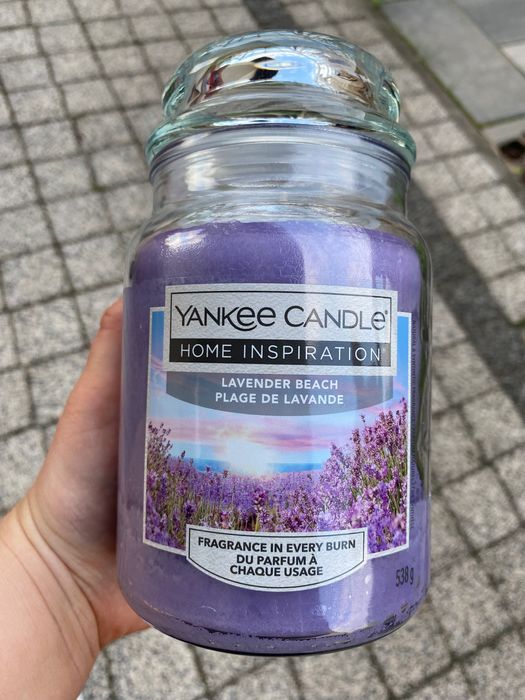 YANKEE CANDLE®
HOME INSPIRATION®
LAVENDER BEACH
PLAGE DE LAVANDE
FRAGRANCE IN EVERY BURN
DU PARFUM À
CHAQUE USAGE
538 g